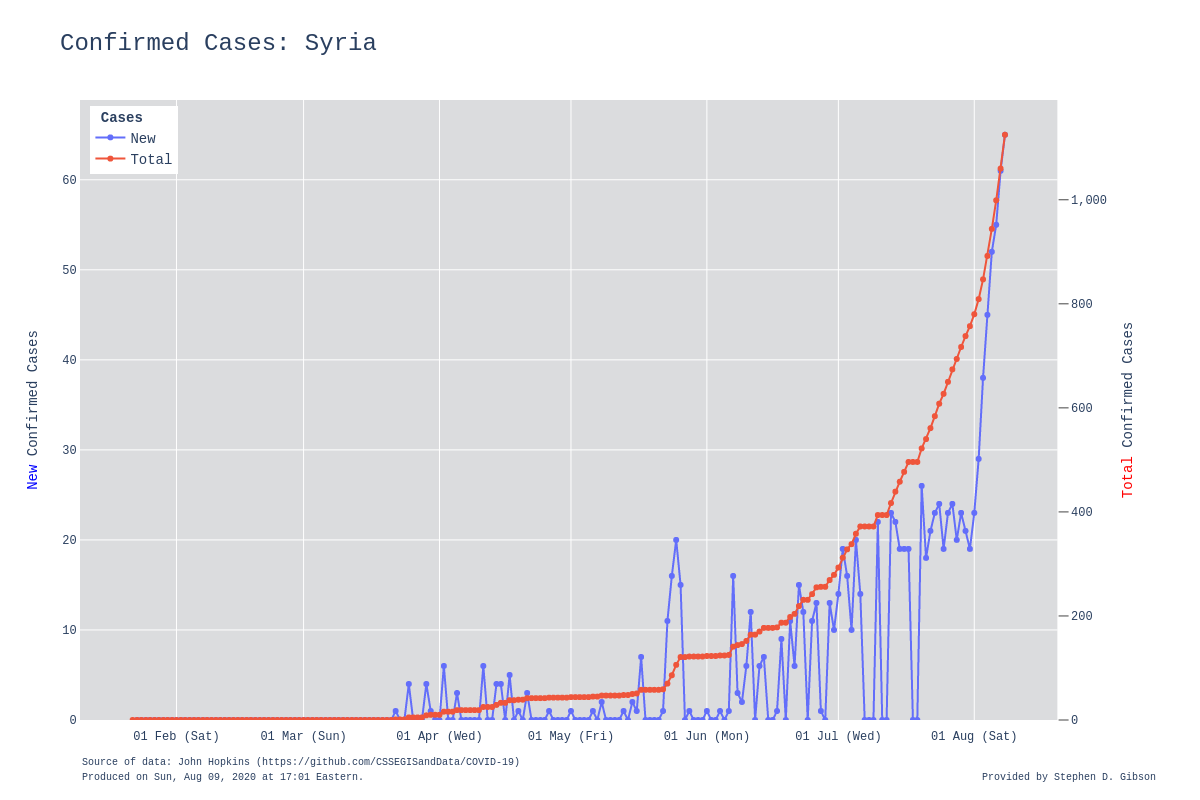 Confirmed Cases: Syria
Cases
New
Total
60
50
40
30
20
10
0
1,000
800
600
400
200
0
New Confirmed Cases
Total Confirmed Cases
01 Feb (Sat) 01 Mar (Sun) 01 Apr (Wed) 01 May (Fri) 01 Jun (Mon) 01 Jul (Wed) 01 Aug (Sat)
Source of data: John Hopkins (https://github.com/CSSEGISandData/COVID-19)
Produced on Sun, Aug 09, 2020 at 17:01 Eastern.
Provided by Stephen D. Gibson